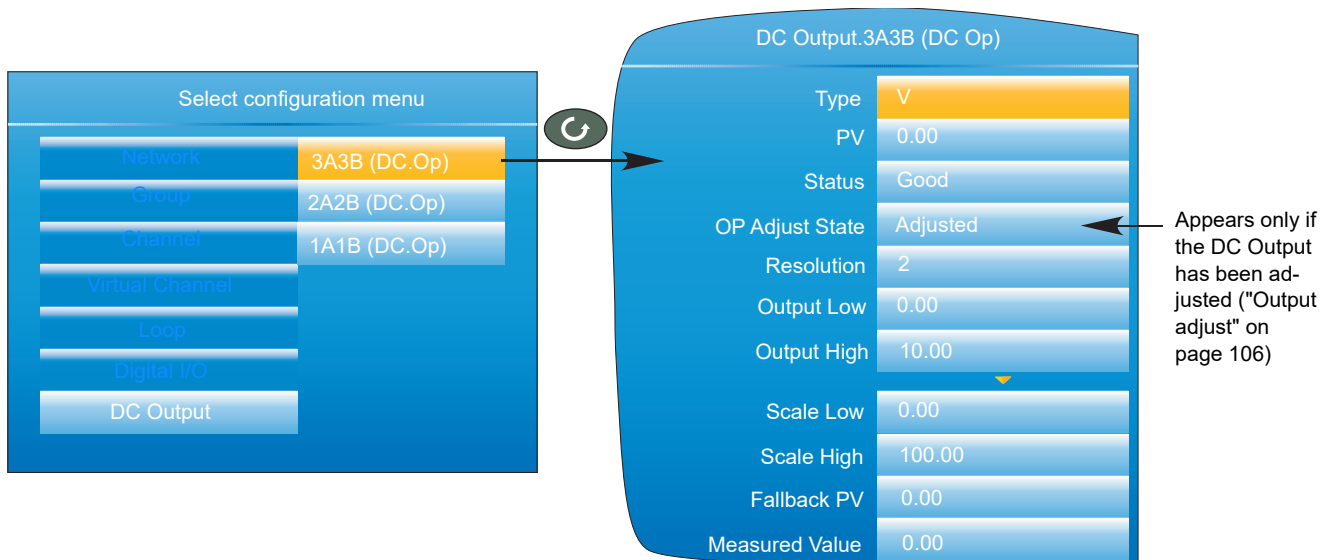 Select configuration menu
Network
Group
Channel
Virtual Channel
Loop
Digital I/O
DC Output
3A3B (DC.Op)
2A2B (DC.Op)
1A1B (DC.Op)
DC Output.3A3B (DC Op)
Type V
PV 0.00
Status Good
OP Adjust State Adjusted
Resolution 2
Output Low 0.00
Output High 10.00
Scale Low 0.00
Scale High 100.00
Fallback PV 0.00
Measured Value 0.00
Appears only if
the DC Output
has been ad-
justed ("Output
adjust" on
page 106)